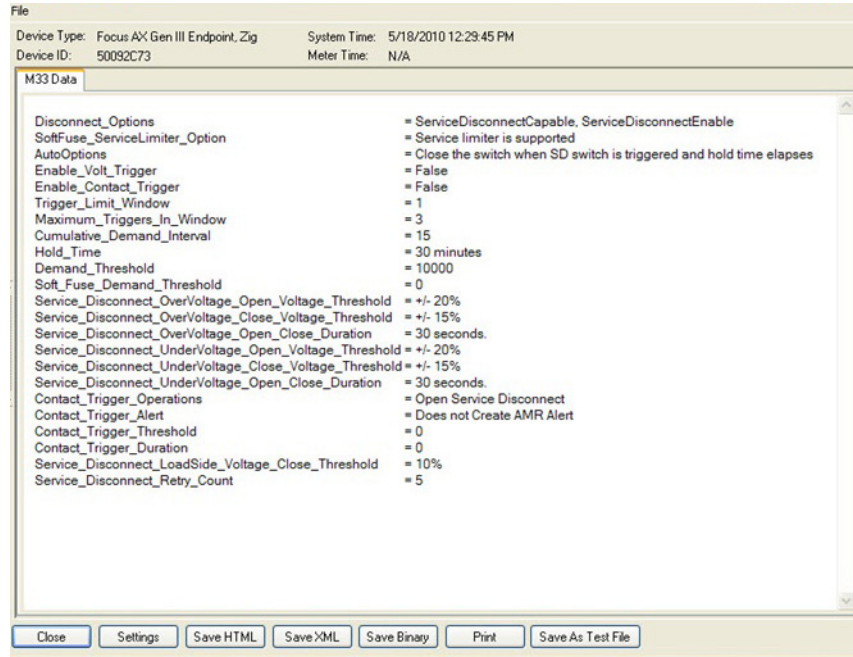 File
Device Type: Focus AX Gen III Endpoint, Zig System Time: 5/18/2010 12:29:45 PM
Device ID: 50092C73 Meter Time: N/A
M33 Data
Disconnect_Options = ServiceDisconnectCapable, ServiceDisconnectEnable
SoftFuse_ServiceLimiter_Option = Service limiter is supported
AutoOptions = Close the switch when SD switch is triggered and hold time elapses
Enable_Volt_Trigger = False
Enable_Contact_Trigger = False
Trigger_Limit_Window = 1
Maximum_Triggers_In_Window = 3
Cumulative_Demand_Interval = 15
Hold_Time = 30 minutes
Demand_Threshold = 10000
Soft_Fuse_Demand_Threshold = 0
Service_Disconnect_OverVoltage_Open_Voltage_Threshold = +/- 20%
Service_Disconnect_OverVoltage_Close_Voltage_Threshold = +/- 15%
Service_Disconnect_OverVoltage_Open_Close_Duration = 30 seconds.
Service_Disconnect_UnderVoltage_Open_Voltage_Threshold = +/- 20%
Service_Disconnect_UnderVoltage_Close_Voltage_Threshold = +/- 15%
Service_Disconnect_UnderVoltage_Open_Close_Duration = 30 seconds.
Contact_Trigger_Operations = Open Service Disconnect
Contact_Trigger_Alert = Does not Create AMR Alert
Contact_Trigger_Threshold = 0
Contact_Trigger_Duration = 0
Service_Disconnect_LoadSide_Voltage_Close_Threshold = 10%
Service_Disconnect_Retry_Count = 5
Close Settings Save HTML Save XML Save Binary Print Save As Test File